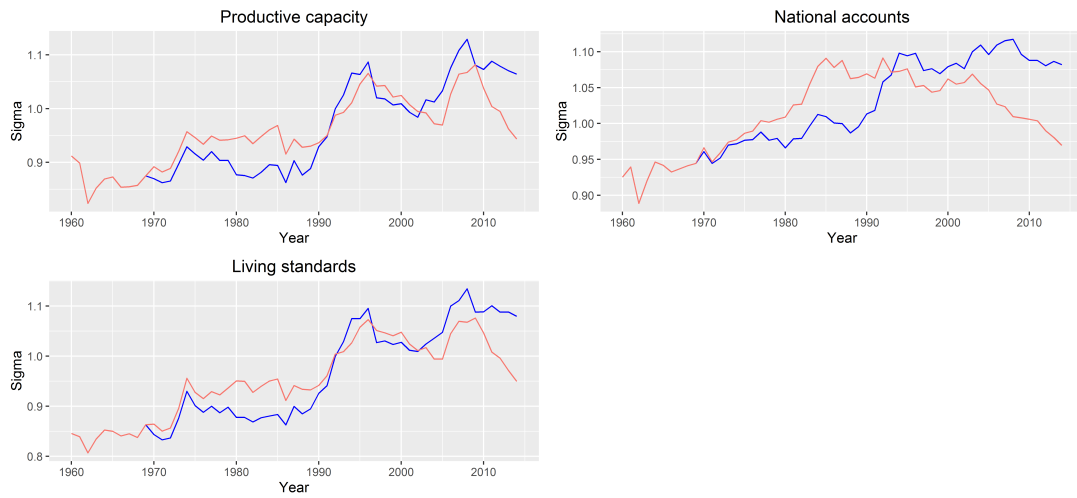 Productive capacity
Sigma
1.1
1.0
0.9
1960 1970 1980 1990 2000 2010
Year
National accounts
Sigma
1.10
1.05
1.00
0.95
0.90
1960 1970 1980 1990 2000 2010
Year
Living standards
Sigma
1.1
1.0
0.9
0.8
1960 1970 1980 1990 2000 2010
Year